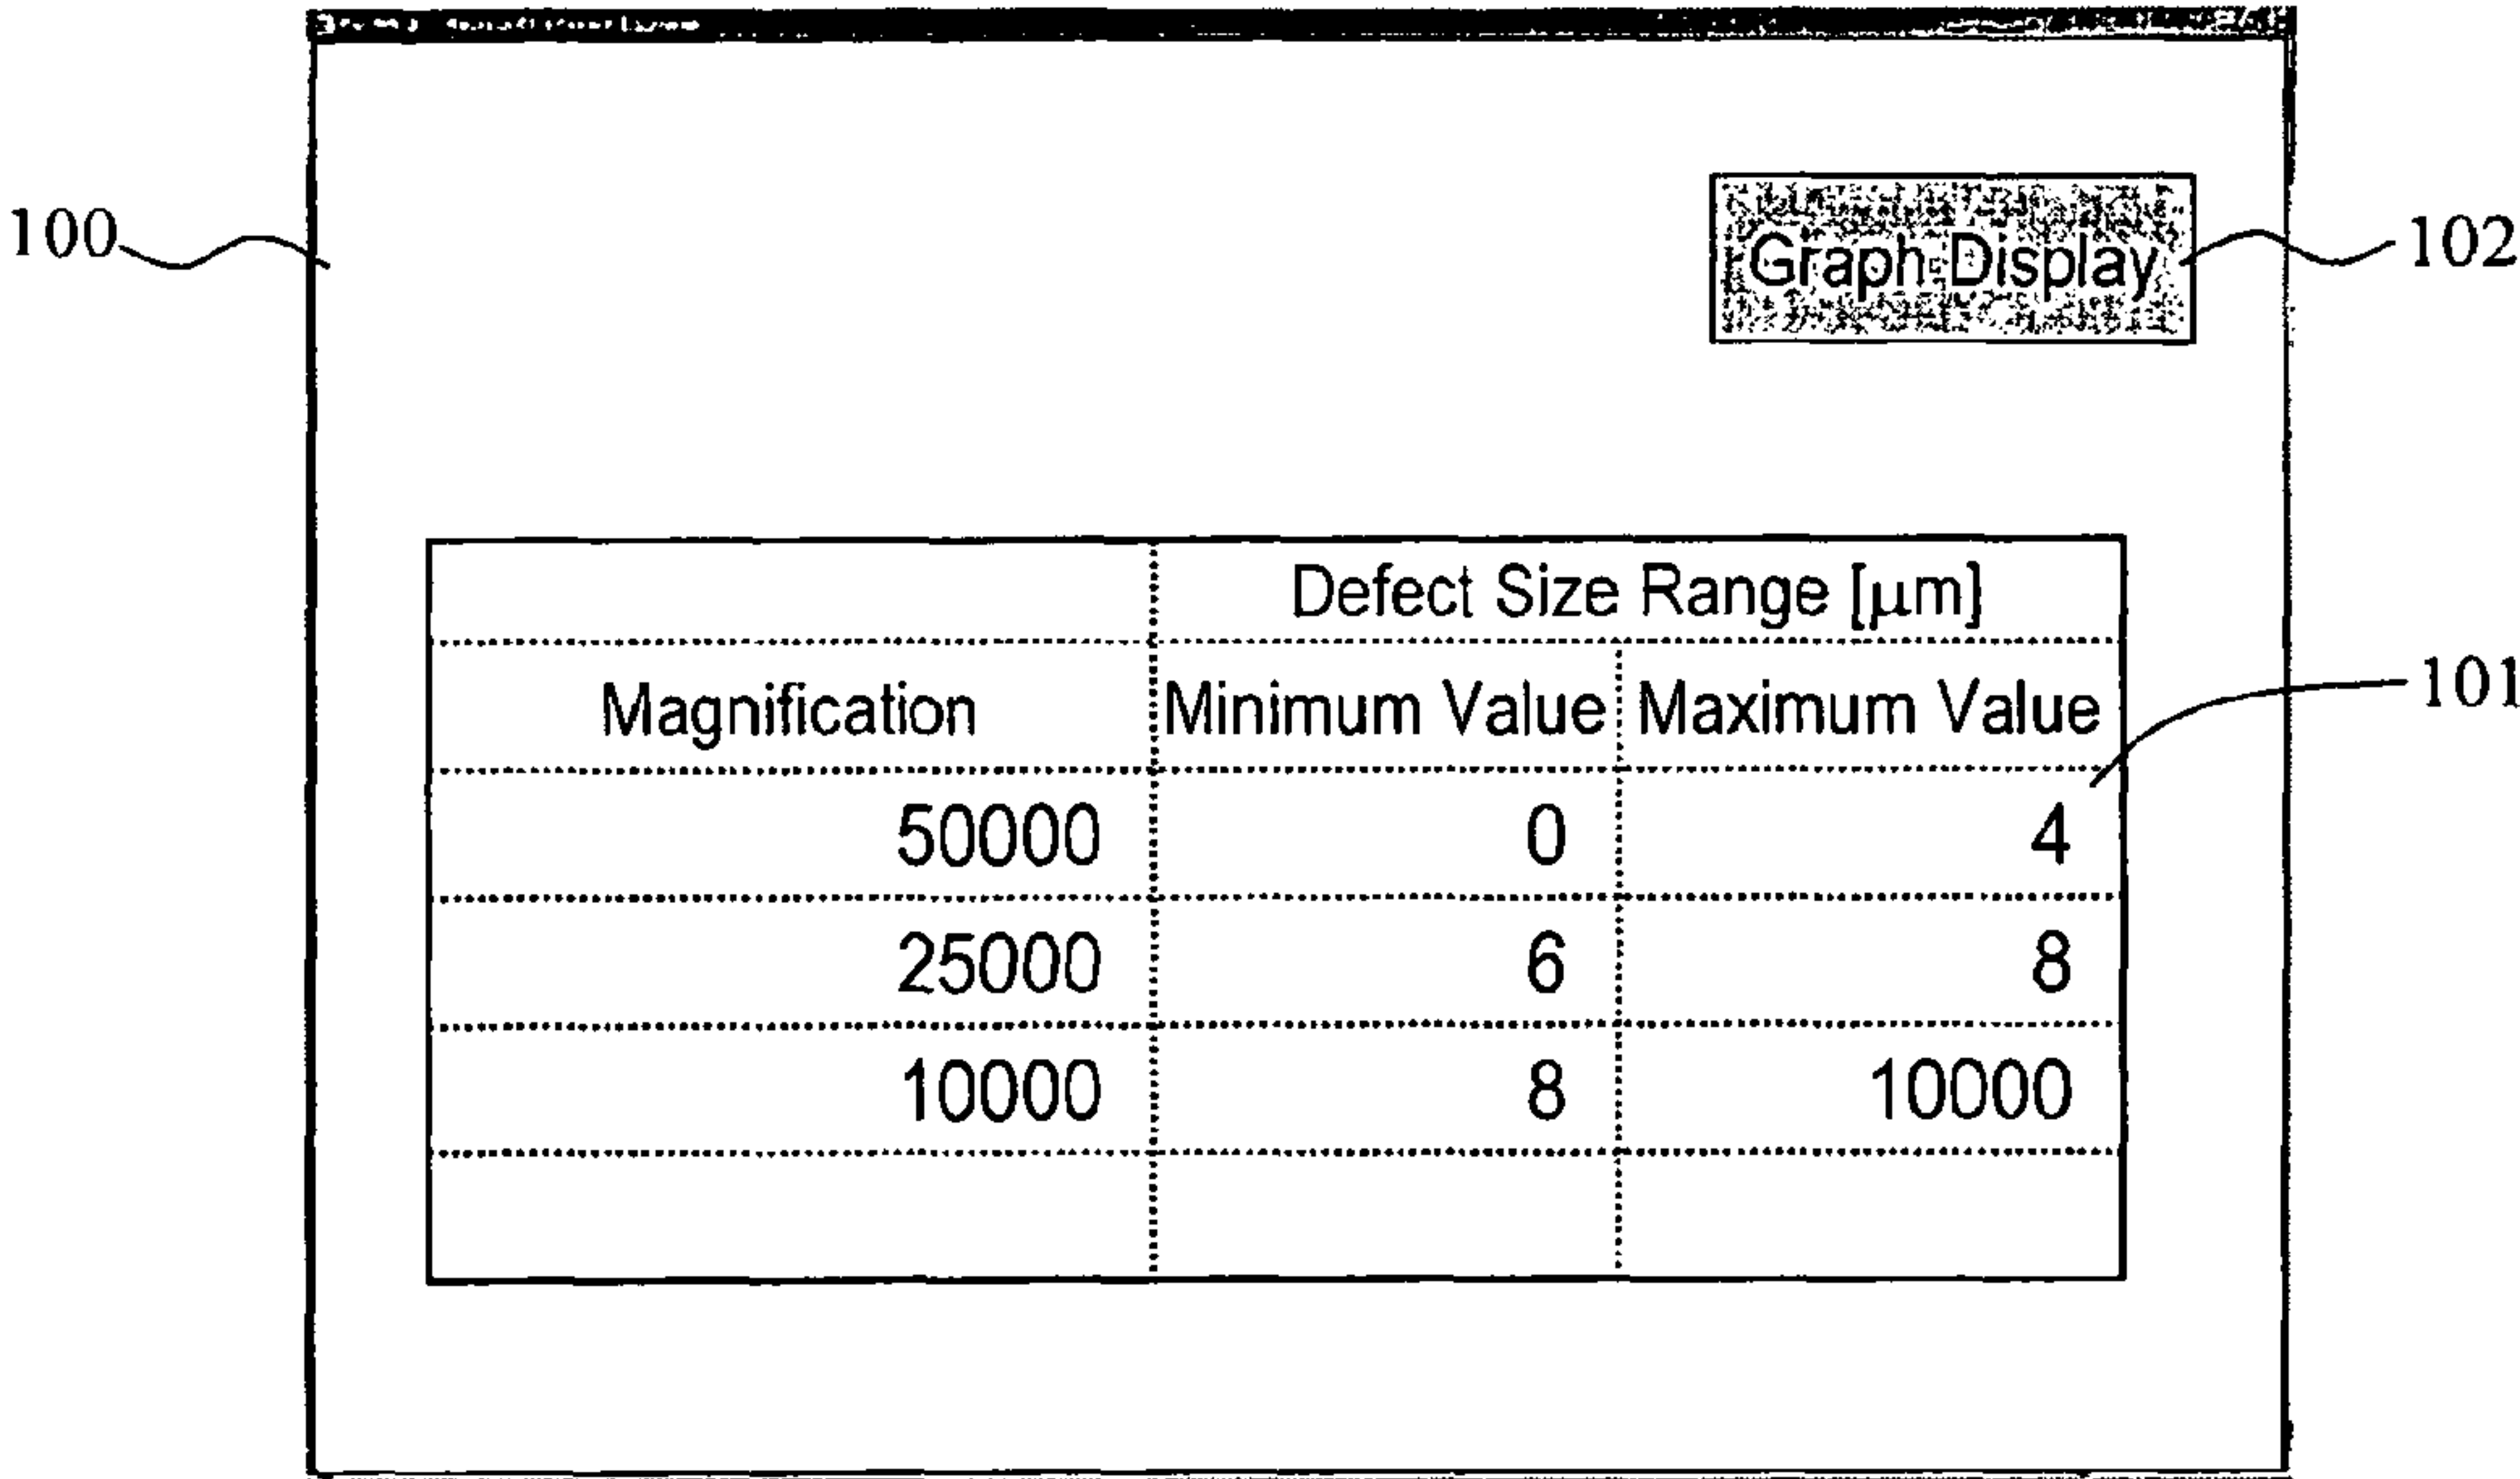 100
Graph Display
102
Defect Size Range [μm]
Magnification Minimum Value Maximum Value
101
50000 0 4
25000 6 8
10000 8 10000